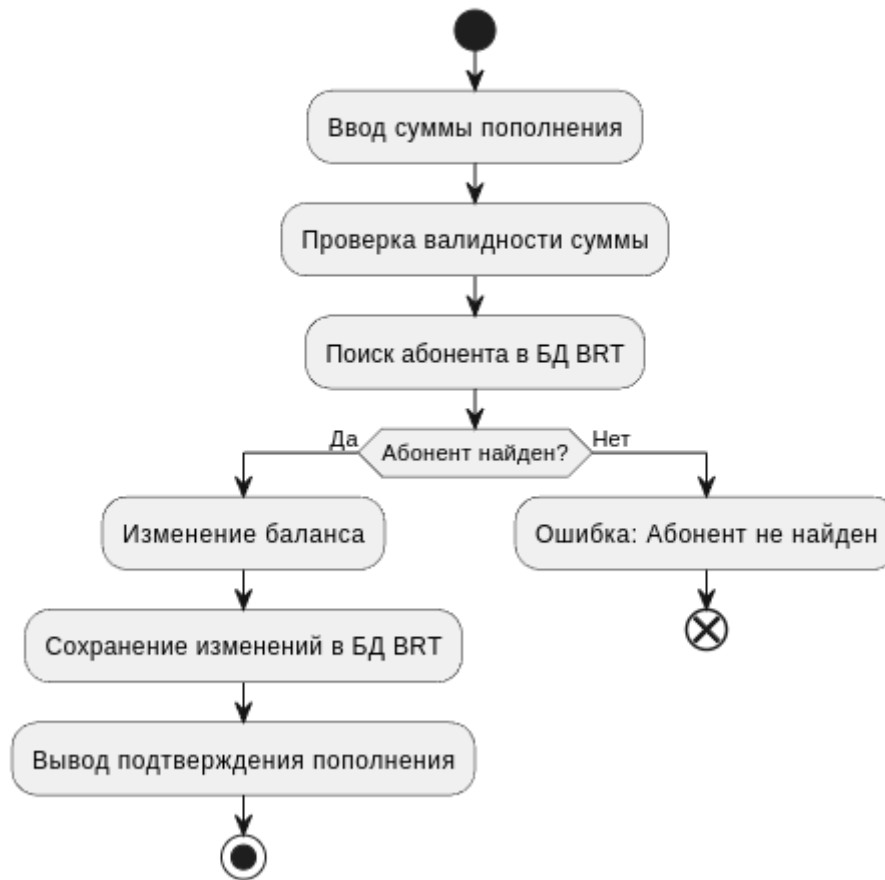 Ввод суммы пополнения
Проверка валидности суммы
Поиск абонента в БД BRT
Да
Абонент найден?
Нет
Изменение баланса
Ошибка: Абонент не найден
Сохранение изменений в БД BRT
Вывод подтверждения пополнения